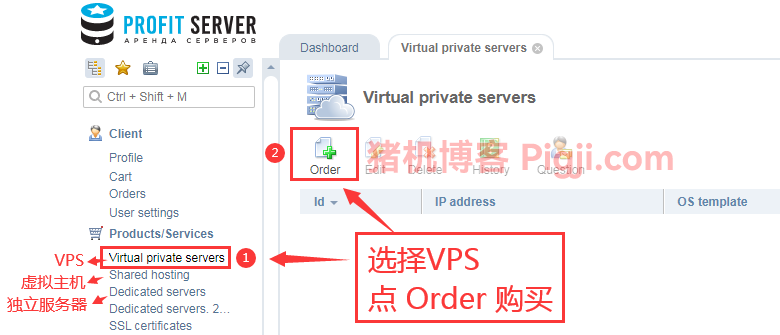 PROFIT SERVER
АРЕНДА СЕРВЕРОВ
Dashboard
Virtual private servers
Ctrl + Shift + M
Virtual private servers
Client
Profile
Cart
Orders
User settings
Products/Services
VPS
Virtual private servers
1
虚拟主机
Shared hosting
独立服务器
Dedicated servers
Dedicated servers. 2...
SSL certificates
2
Order
Edit
Delete
History
Question
猪机博客 Pigji.com
Id
IP address
OS template
选择VPS
点 Order 购买